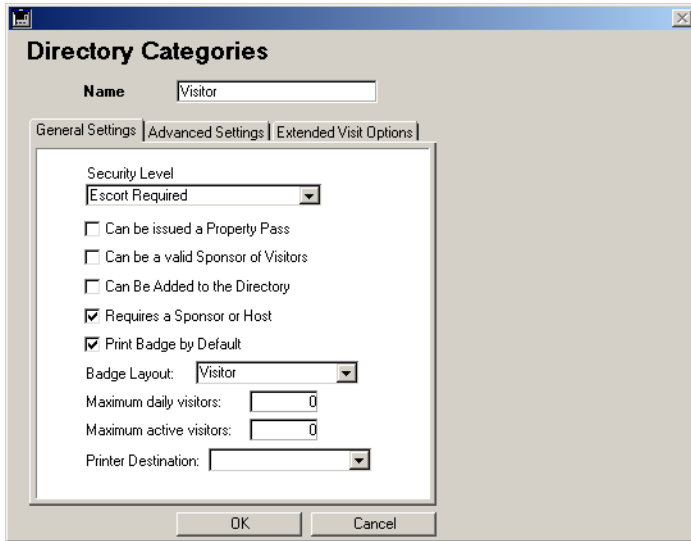 Directory Categories
Name Visitor
General Settings Advanced Settings Extended Visit Options
Security Level
Escort Required
Can be issued a Property Pass
Can be a valid Sponsor of Visitors
Can Be Added to the Directory
Requires a Sponsor or Host
Print Badge by Default
Badge Layout: Visitor
Maximum daily visitors: 0
Maximum active visitors: 0
Printer Destination:
OK Cancel